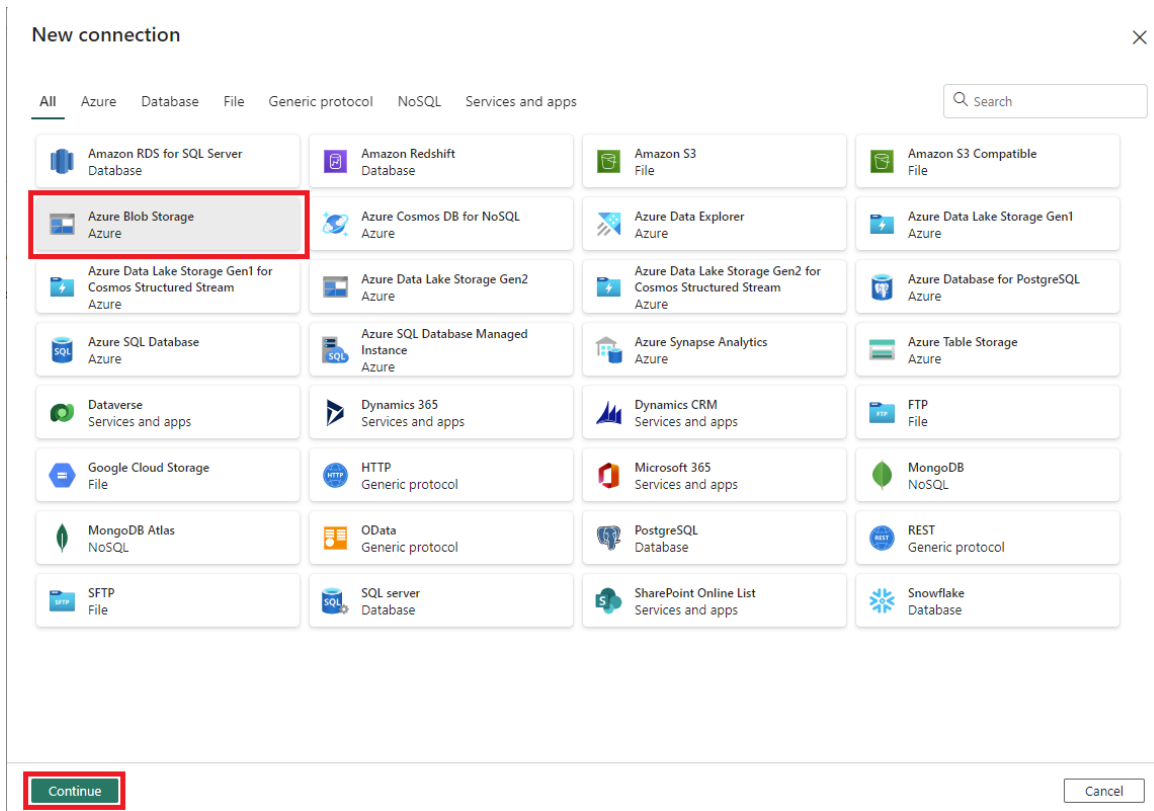 New connection
All Azure Database File Generic protocol NoSQL Services and apps
Search
Amazon RDS for SQL Server
Database
Amazon Redshift
Database
Amazon S3
File
Amazon S3 Compatible
File
Azure Blob Storage
Azure
Azure Cosmos DB for NoSQL
Azure
Azure Data Explorer
Azure
Azure Data Lake Storage Gen1
Azure
Azure Data Lake Storage Gen1 for
Cosmos Structured Stream
Azure
Azure Data Lake Storage Gen2
Azure
Azure Data Lake Storage Gen2 for
Cosmos Structured Stream
Azure
Azure Database for PostgreSQL
Azure
SQL
Azure SQL Database
Azure
SQL
Azure SQL Database Managed
Instance
Azure
Azure Synapse Analytics
Azure
Azure Table Storage
Azure
Dataverse
Services and apps
Dynamics 365
Services and apps
Dynamics CRM
Services and apps
FTP
FTP
File
Google Cloud Storage
File
HTTP
HTTP
Generic protocol
Microsoft 365
Services and apps
MongoDB
NoSQL
MongoDB Atlas
NoSQL
OData
Generic protocol
PostgreSQL
Database
REST
REST
Generic protocol
SFTP
SFTP
File
SQL
SQL server
Database
S
SharePoint Online List
Services and apps
Snowflake
Database
Continue
Cancel